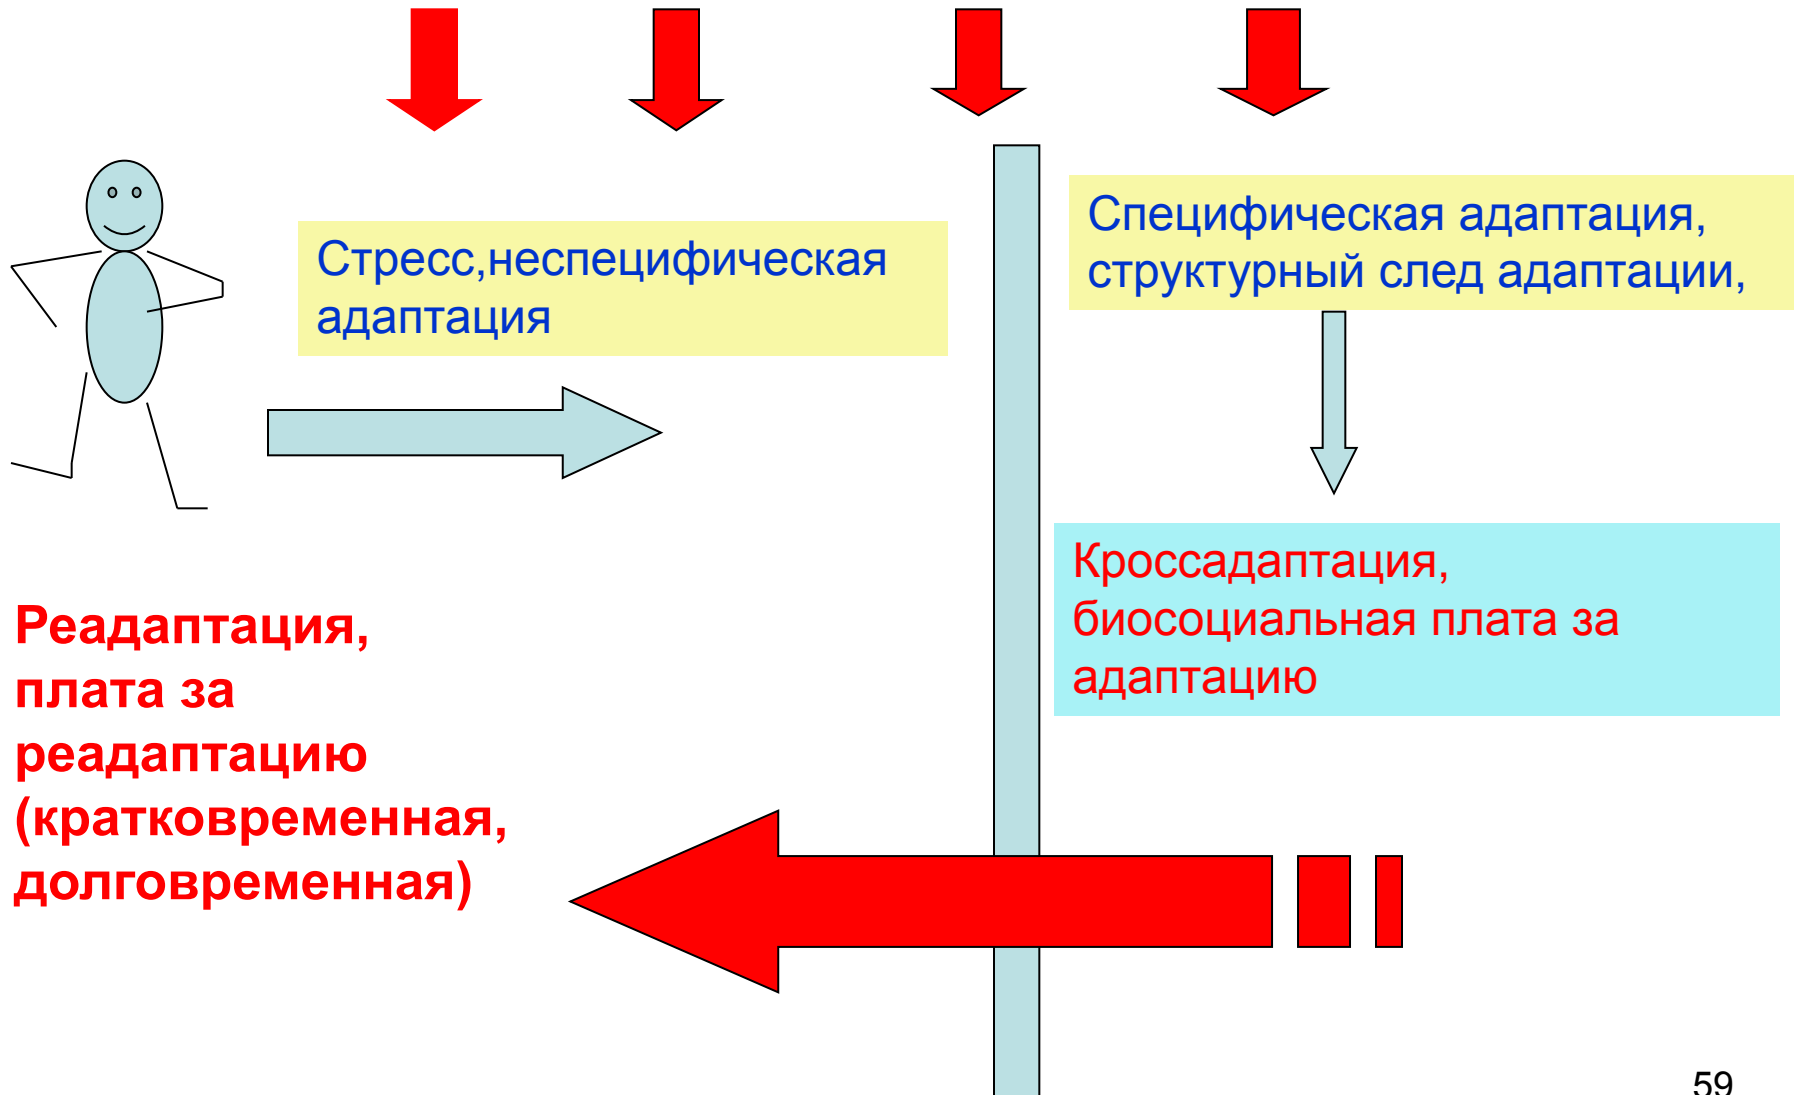 Стресс,неспецифическая
адаптация
Специфическая адаптация,
структурный след адаптации,
Кроссадаптация,
биосоциальная плата за
адаптацию
Реадаптация,
плата за
реадаптацию
(кратковременная,
долговременная)
59